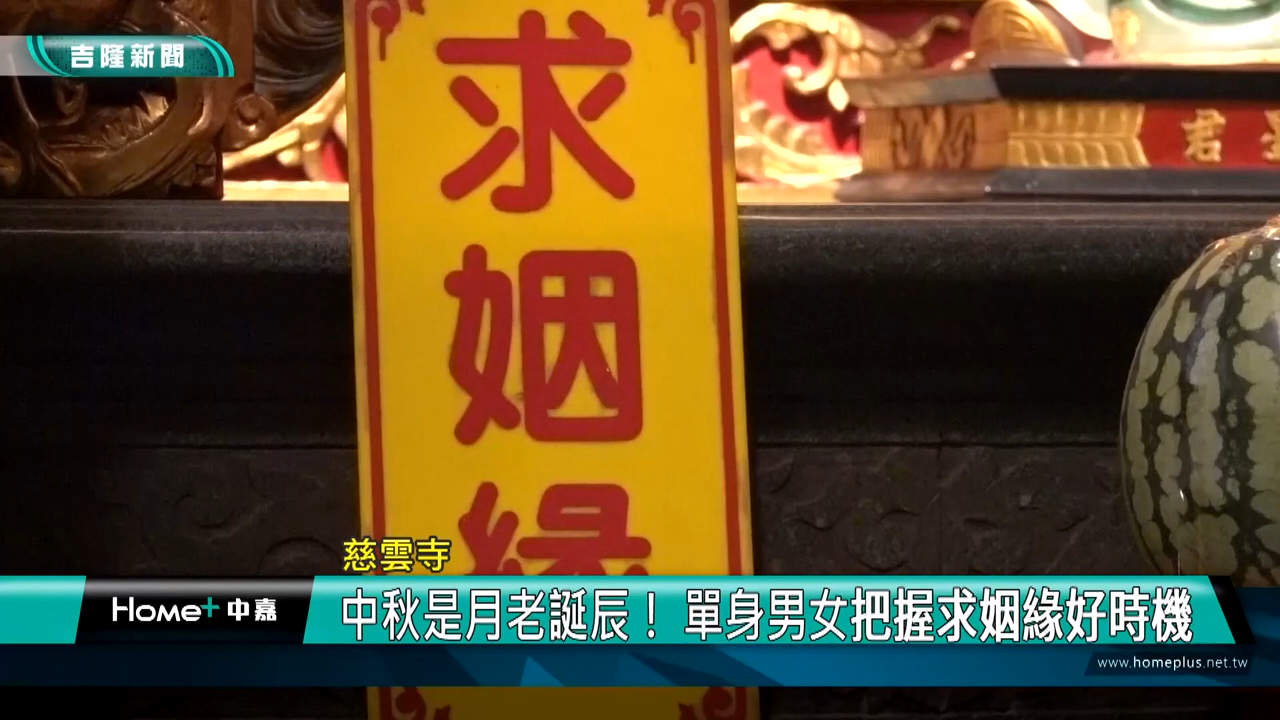 吉隆新聞
求姻緣
君
慈雲寺
Home+中嘉
中秋是月老誕辰！ 單身男女把握求姻緣好時機
www.homeplus.net.tw